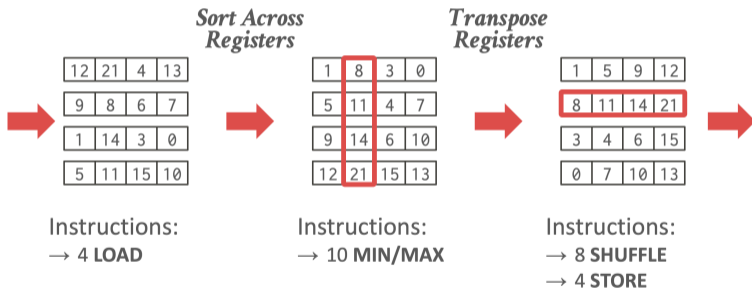 Sort Across
Registers
Transpose
Registers
12 21 4 13
9 8 6 7
1 14 3 0
5 11 15 10
1 8 3 0
5 11 4 7
9 14 6 10
12 21 15 13
1 5 9 12
8 11 14 21
3 4 6 15
0 7 10 13
Instructions:
→ 4 LOAD
Instructions:
→ 10 MIN/MAX
Instructions:
→ 8 SHUFFLE
→ 4 STORE